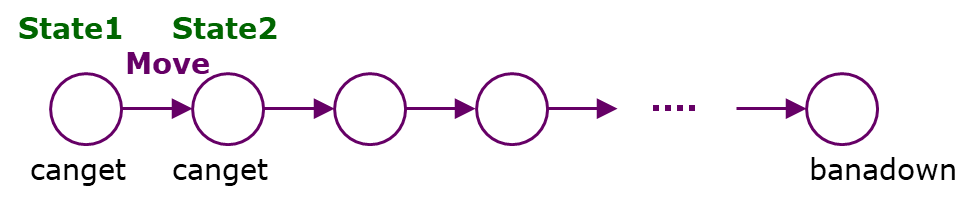 State1 State2
Move
....
canget canget banadown